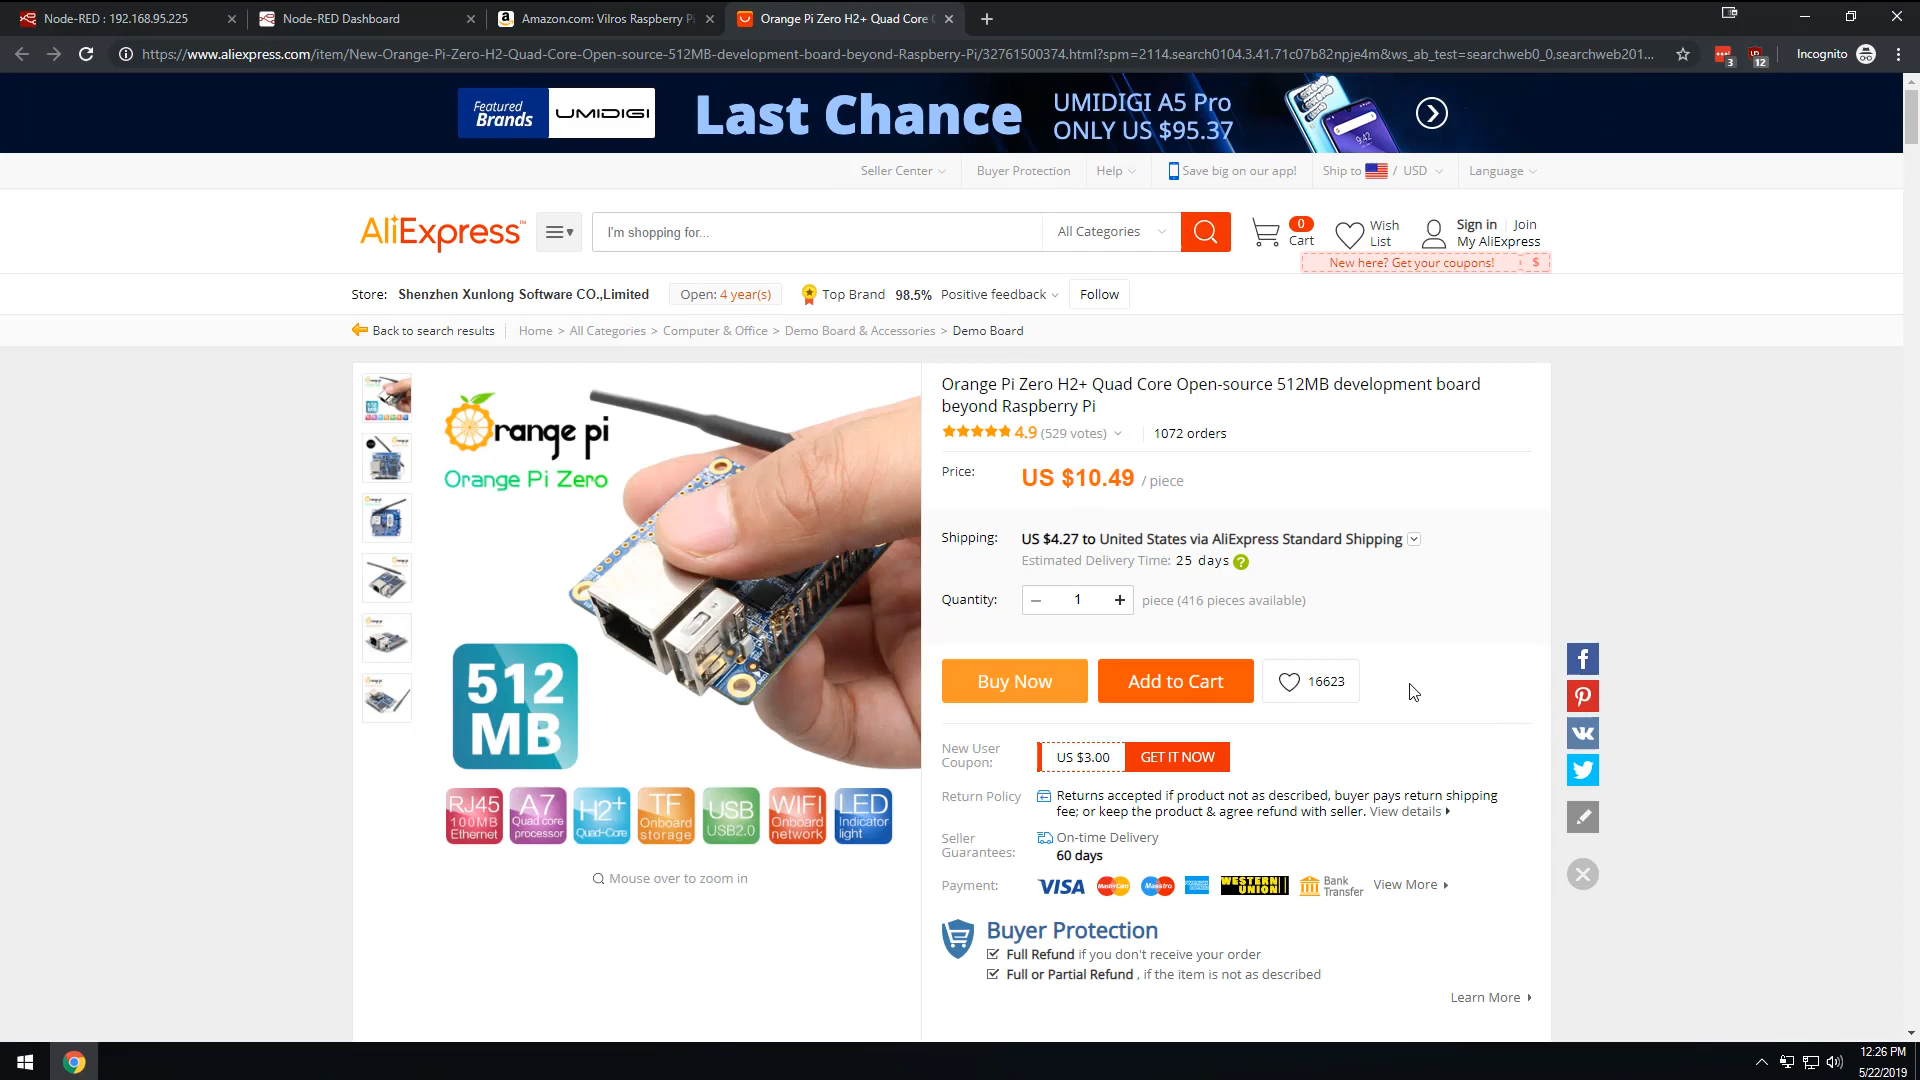 Node-RED : 192.168.95.225
Node-RED Dashboard
Amazon.com: Vilros Raspberry Pi
Orange Pi Zero H2+ Quad Core
https://www.aliexpress.com/item/New-Orange-Pi-Zero-H2-Quad-Core-Open-source-512MB-development-board-beyond-Raspberry-Pi/32761500374.html?spm=2114.search0104.3.41.71c07b82npje4m&ws_ab_test=searchweb0_0,searchweb201...
3
12
Incognito
Featured Brands
UMIDIGI
Last Chance
UMIDIGI A5 Pro
ONLY US $95.37
9:42
Seller Center
Buyer Protection
Help
Save big on our app!
Ship to / USD
Language
AliExpress™
I'm shopping for...
All Categories
0
Cart
Wish List
Sign in | Join
My AliExpress
New here? Get your coupons! $
Store: Shenzhen Xunlong Software CO.,Limited
Open: 4 year(s)
Top Brand 98.5% Positive feedback
Follow
Back to search results
Home > All Categories > Computer & Office > Demo Board & Accessories > Demo Board
Orange pi
Orange Pi Zero
512
MB
RJ45 100MB Ethernet
A7 Quad core processor
H2+ Quad-Core
TF Onboard storage
USB USB2.0
WIFI Onboard network
LED Indicator light
Mouse over to zoom in
Orange Pi Zero H2+ Quad Core Open-source 512MB development board
beyond Raspberry Pi
4.9 (529 votes)
1072 orders
Price:
US $10.49 / piece
Shipping:
US $4.27 to United States via AliExpress Standard Shipping
Estimated Delivery Time: 25 days ?
Quantity:
− 1 +
piece (416 pieces available)
Buy Now
Add to Cart
16623
New User
Coupon:
US $3.00
GET IT NOW
Return Policy
Returns accepted if product not as described, buyer pays return shipping
fee; or keep the product & agree refund with seller. View details
Seller
Guarantees:
On-time Delivery
60 days
Payment:
VISA
MasterCard
Maestro
WESTERN UNION
Bank Transfer
View More
Buyer Protection
Full Refund if you don't receive your order
Full or Partial Refund , if the item is not as described
Learn More
12:26 PM
5/22/2019